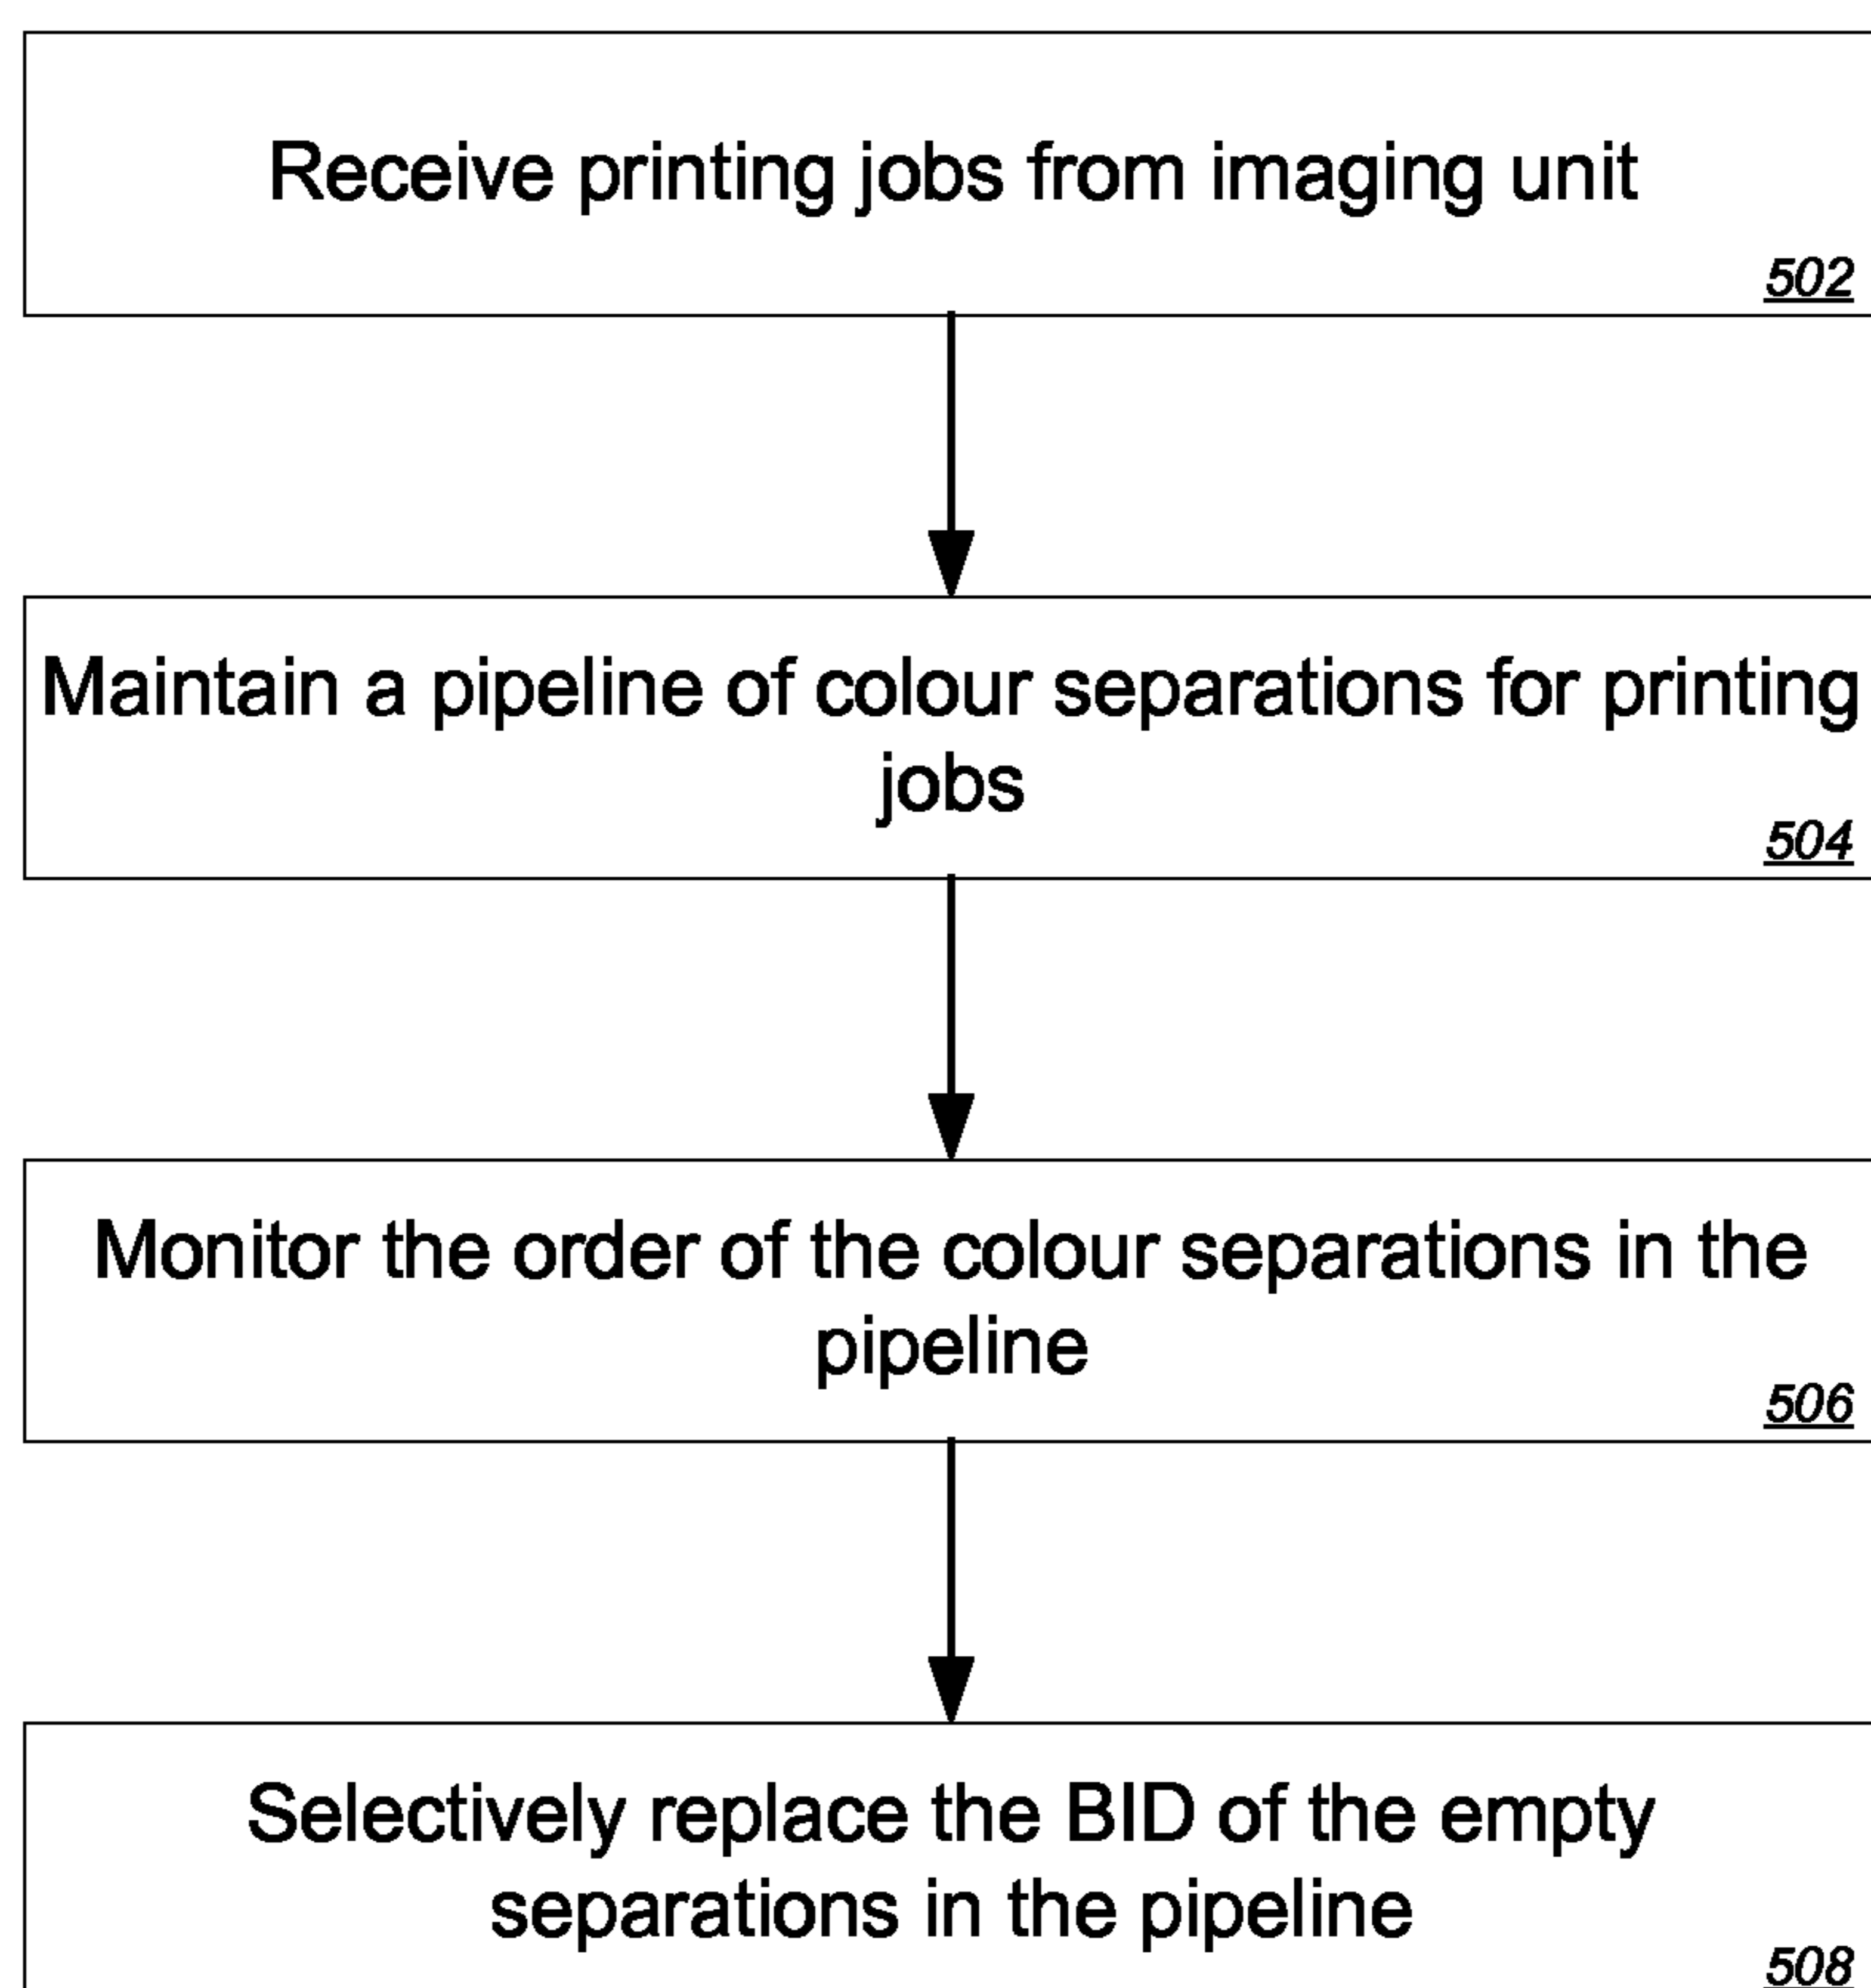 Receive printing jobs from imaging unit
502
Maintain a pipeline of colour separations for printing
jobs
504
Monitor the order of the colour separations in the
pipeline
506
Selectively replace the BID of the empty
separations in the pipeline
508